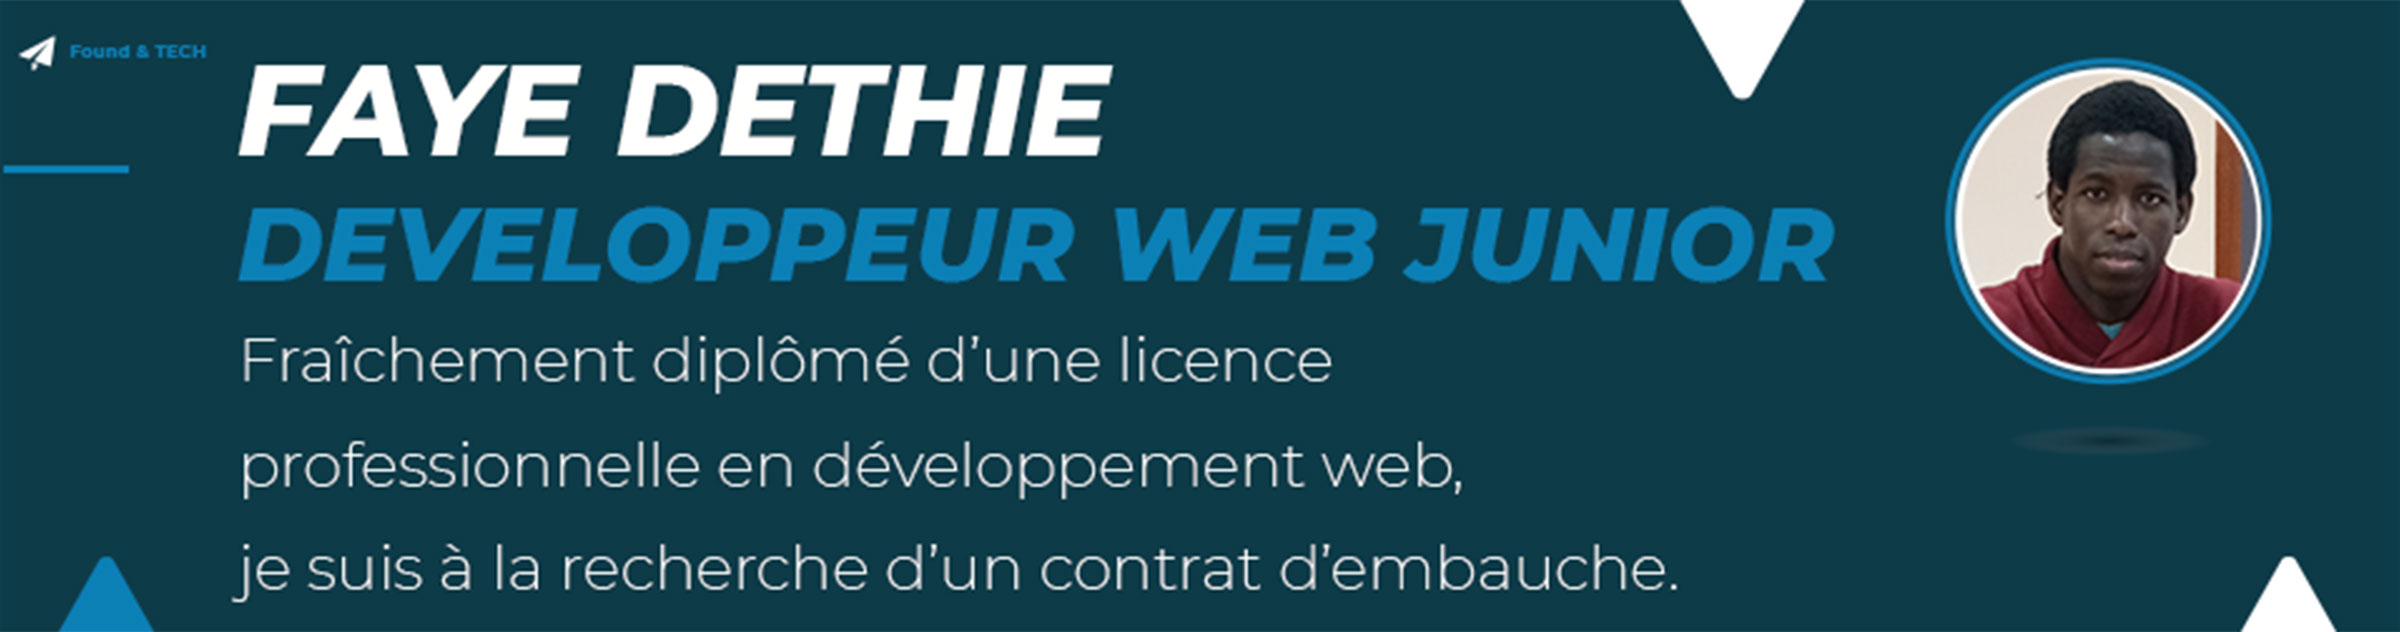 Found & TECH
FAYE DETHIE
DEVELOPPEUR WEB JUNIOR
Fraîchement diplômé d’une licence
professionnelle en développement web,
je suis à la recherche d’un contrat d’embauche.